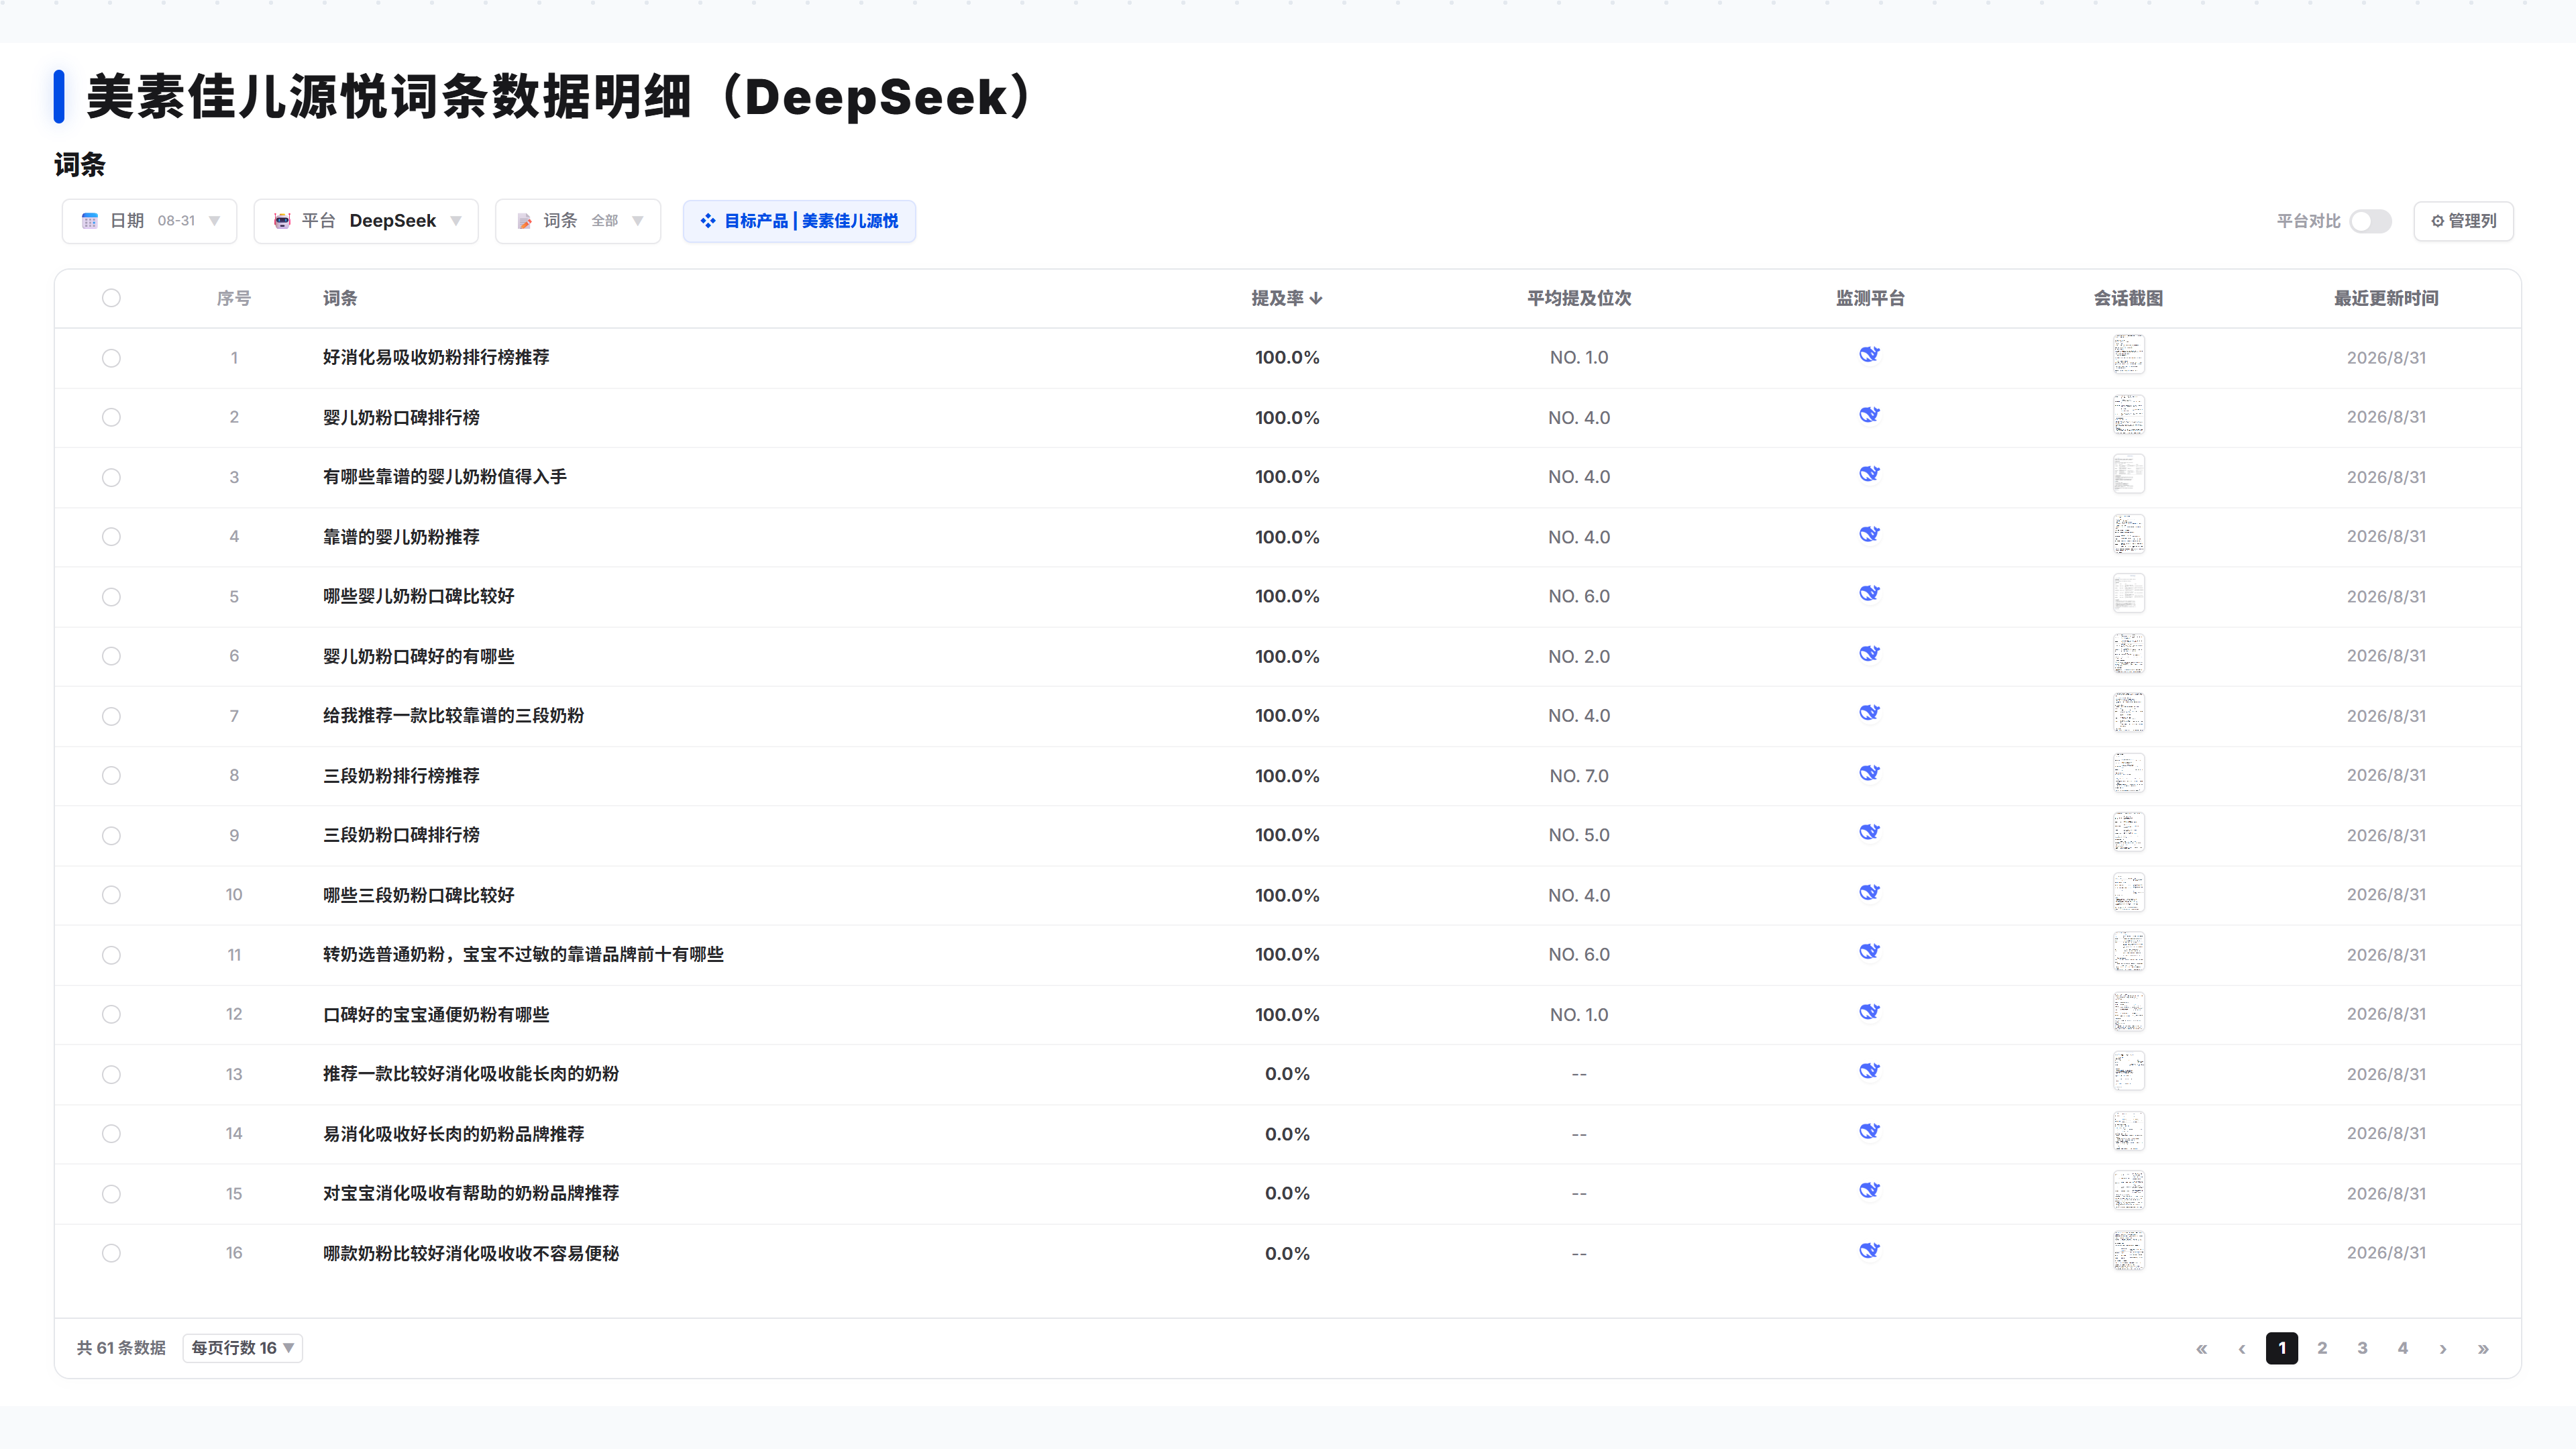 美素佳儿源悦词条数据明细（DeepSeek）
词条
日期 08-31 ▼ 平台 DeepSeek ▼ 词条 全部 ▼ 目标产品 | 美素佳儿源悦 平台对比 管理列
序号 词条 提及率 ↓ 平均提及位次 监测平台 会话截图 最近更新时间
1 好消化易吸收奶粉排行榜推荐 100.0% NO. 1.0 2026/8/31
2 婴儿奶粉口碑排行榜 100.0% NO. 4.0 2026/8/31
3 有哪些靠谱的婴儿奶粉值得入手 100.0% NO. 4.0 2026/8/31
4 靠谱的婴儿奶粉推荐 100.0% NO. 4.0 2026/8/31
5 哪些婴儿奶粉口碑比较好 100.0% NO. 6.0 2026/8/31
6 婴儿奶粉口碑好的有哪些 100.0% NO. 2.0 2026/8/31
7 给我推荐一款比较靠谱的三段奶粉 100.0% NO. 4.0 2026/8/31
8 三段奶粉排行榜推荐 100.0% NO. 7.0 2026/8/31
9 三段奶粉口碑排行榜 100.0% NO. 5.0 2026/8/31
10 哪些三段奶粉口碑比较好 100.0% NO. 4.0 2026/8/31
11 转奶选普通奶粉，宝宝不过敏的靠谱品牌前十有哪些 100.0% NO. 6.0 2026/8/31
12 口碑好的宝宝通便奶粉有哪些 100.0% NO. 1.0 2026/8/31
13 推荐一款比较好消化吸收能长肉的奶粉 0.0% -- 2026/8/31
14 易消化吸收好长肉的奶粉品牌推荐 0.0% -- 2026/8/31
15 对宝宝消化吸收有帮助的奶粉品牌推荐 0.0% -- 2026/8/31
16 哪款奶粉比较好消化吸收收不容易便秘 0.0% -- 2026/8/31
共 61 条数据 每页行数 16 ▼ « ‹ 1 2 3 4 › »